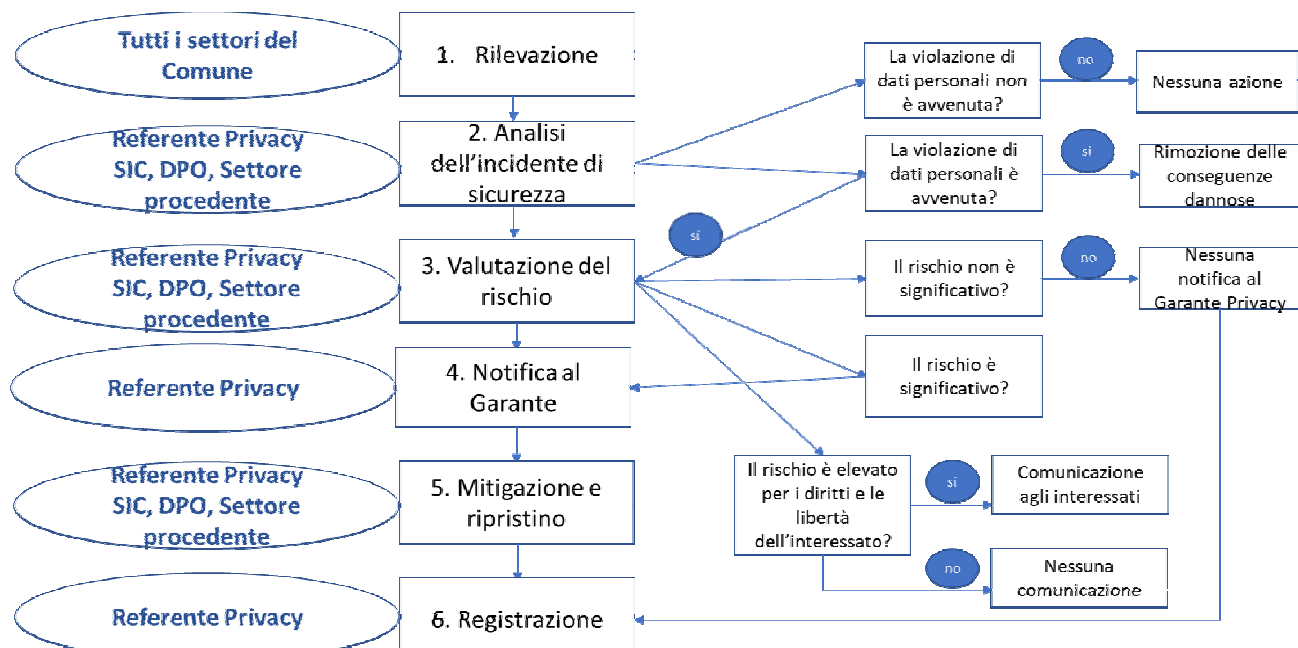 Tutti i settori del
Comune
1. Rilevazione
La violazione di
dati personali non
è avvenuta?
no
Nessuna azione
Referente Privacy
SIC, DPO, Settore
procedente
2. Analisi
dell'incidente di
sicurezza
La violazione di
dati personali è
avvenuta?
sì
Rimozione delle
conseguenze
dannose
Referente Privacy
SIC, DPO, Settore
procedente
3. Valutazione del
rischio
sì
Il rischio non è
significativo?
no
Nessuna
notifica al
Garante Privacy
Referente Privacy
4. Notifica al
Garante
Il rischio è
significativo?
Referente Privacy
SIC, DPO, Settore
procedente
5. Mitigazione e
ripristino
Il rischio è elevato
per i diritti e le
libertà
dell'interessato?
sì
Comunicazione
agli interessati
no
Nessuna
comunicazione
Referente Privacy
6. Registrazione